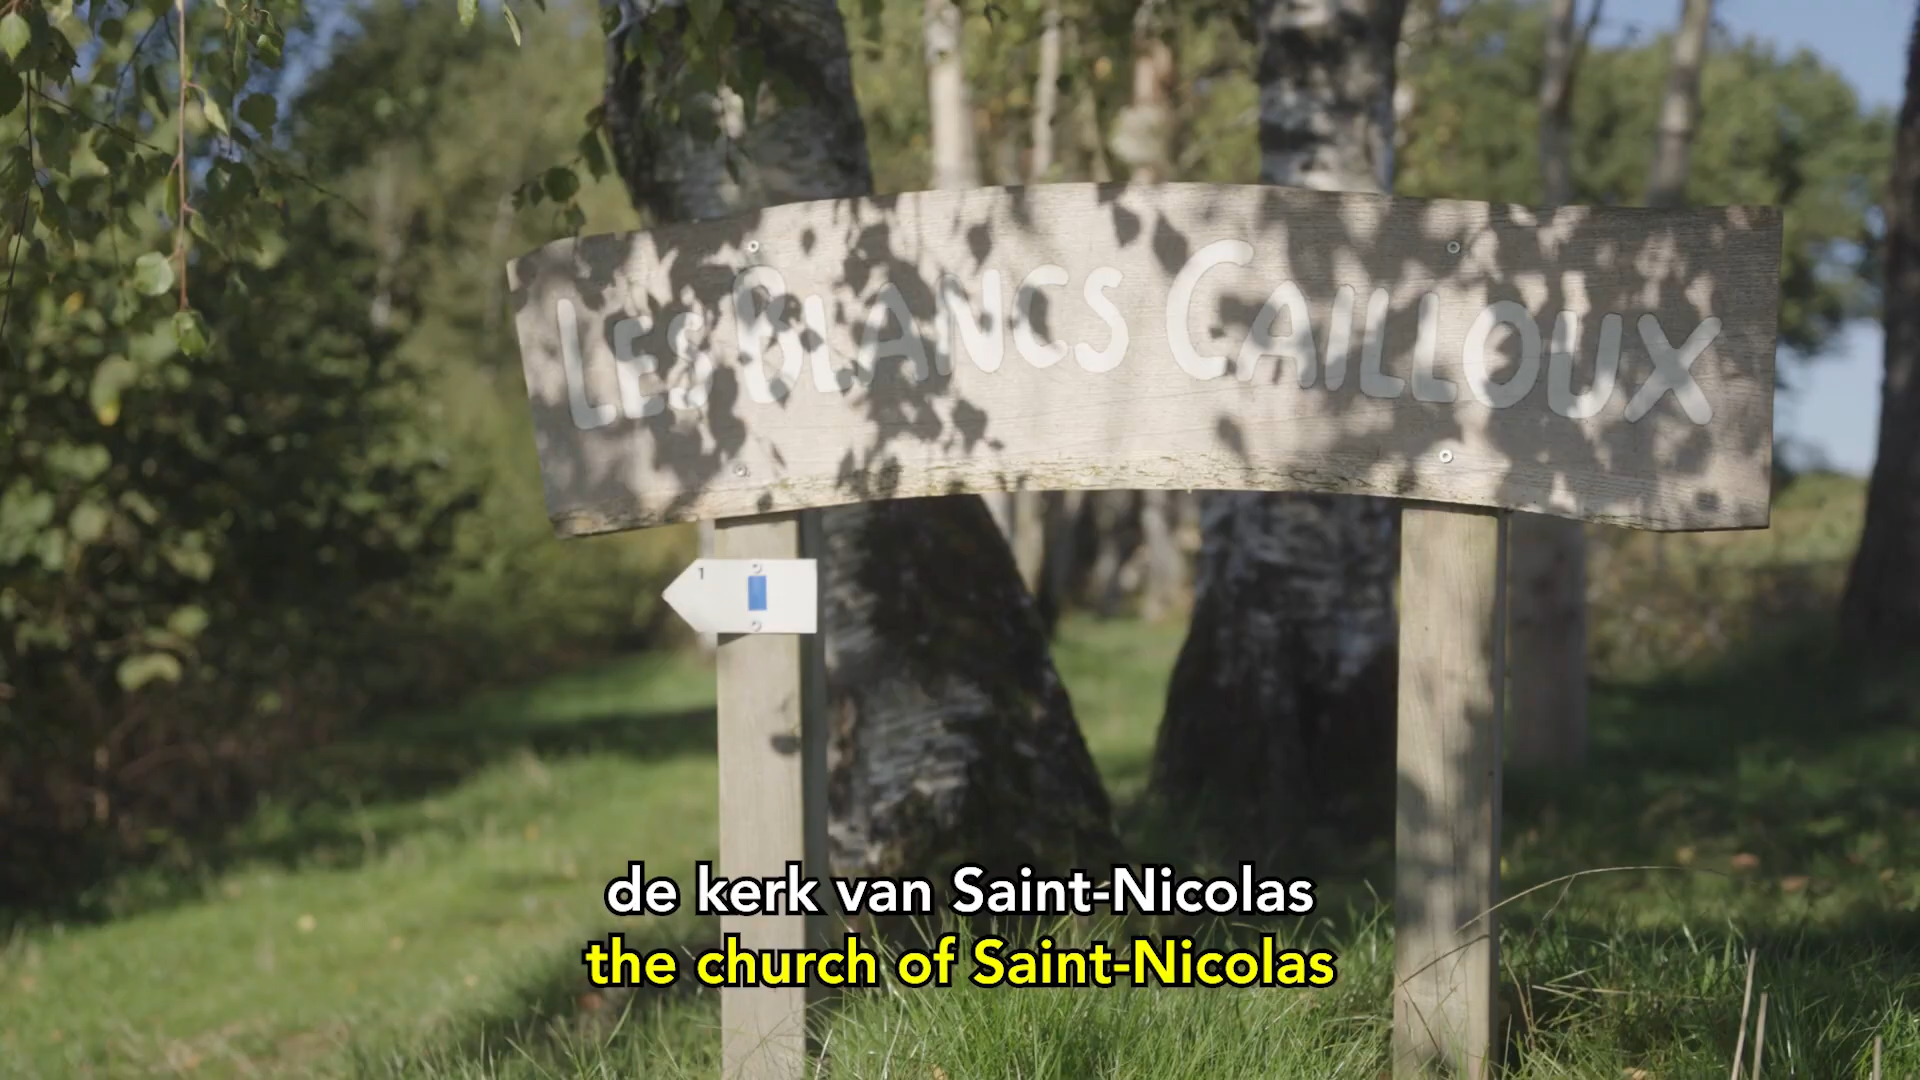 LES BLANCS CAILLOUX
1
de kerk van Saint-Nicolas
the church of Saint-Nicolas